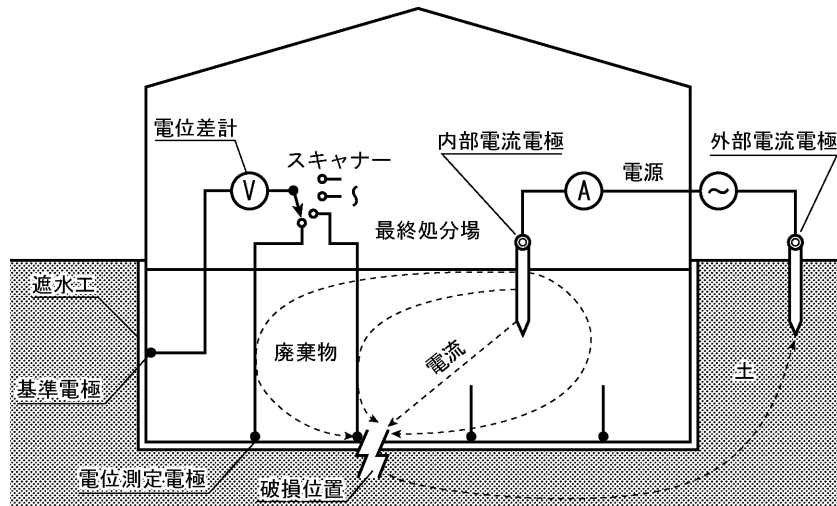 電位差計
スキャナー
内部電流電極
外部電流電極
V
A
電源
最終処分場
遮水工
廃棄物
電流
基準電極
土
電位測定電極
破損位置